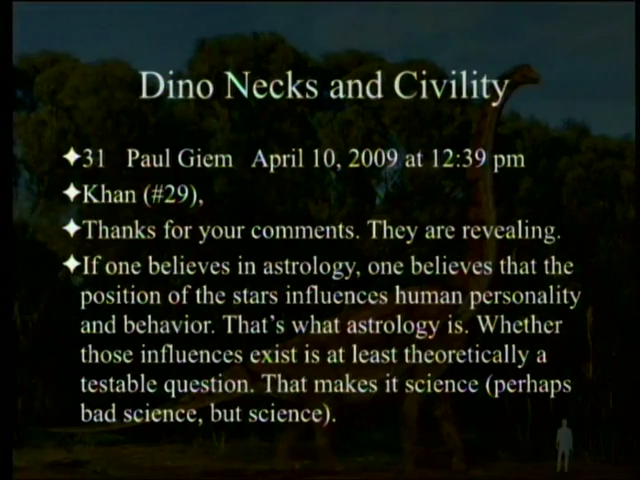 Dino Necks and Civility
✦31 Paul Giem April 10, 2009 at 12:39 pm
✦Khan (#29),
✦Thanks for your comments. They are revealing.
✦If one believes in astrology, one believes that the
position of the stars influences human personality
and behavior. That's what astrology is. Whether
those influences exist is at least theoretically a
testable question. That makes it science (perhaps
bad science, but science).